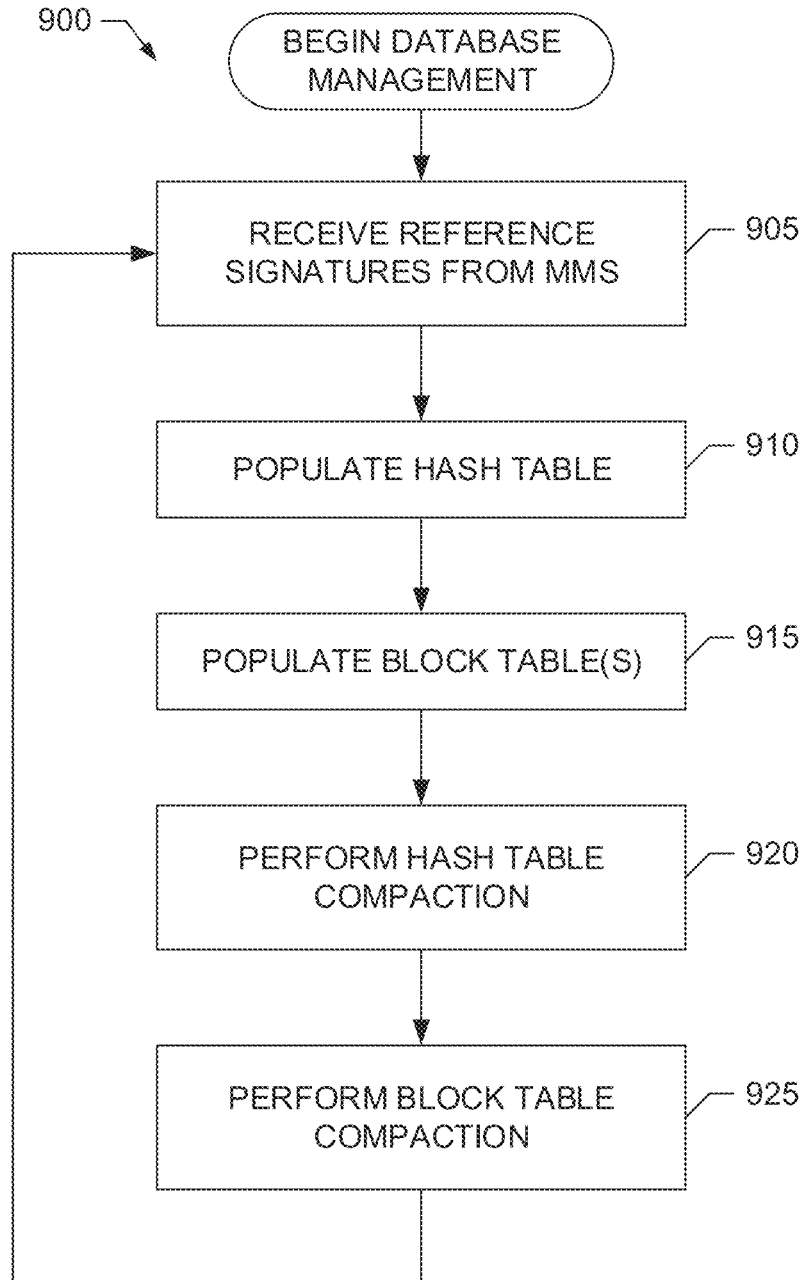 900
BEGIN DATABASE
MANAGEMENT
RECEIVE REFERENCE
SIGNATURES FROM MMS
905
POPULATE HASH TABLE
910
POPULATE BLOCK TABLE(S)
915
PERFORM HASH TABLE
COMPACTION
920
PERFORM BLOCK TABLE
COMPACTION
925